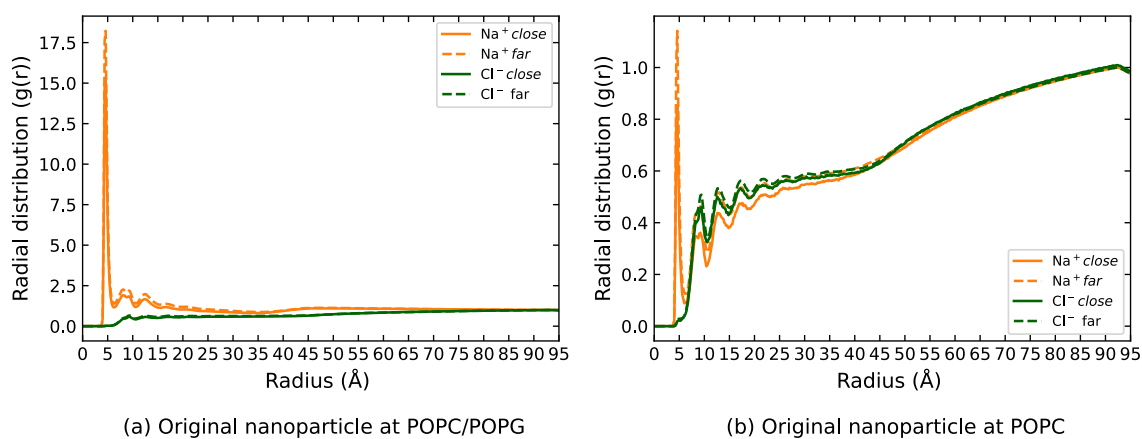 Radial distribution (g(r))
17.5
15.0
12.5
10.0
7.5
5.0
2.5
0.0
Na⁺close
Na⁺far
Cl⁻close
Cl⁻ far
0 5 10 15 20 25 30 35 40 45 50 55 60 65 70 75 80 85 90 95
Radius (Å)
(a) Original nanoparticle at POPC/POPG
Radial distribution (g(r))
1.0
0.8
0.6
0.4
0.2
0.0
Na⁺close
Na⁺far
Cl⁻close
Cl⁻ far
0 5 10 15 20 25 30 35 40 45 50 55 60 65 70 75 80 85 90 95
Radius (Å)
(b) Original nanoparticle at POPC